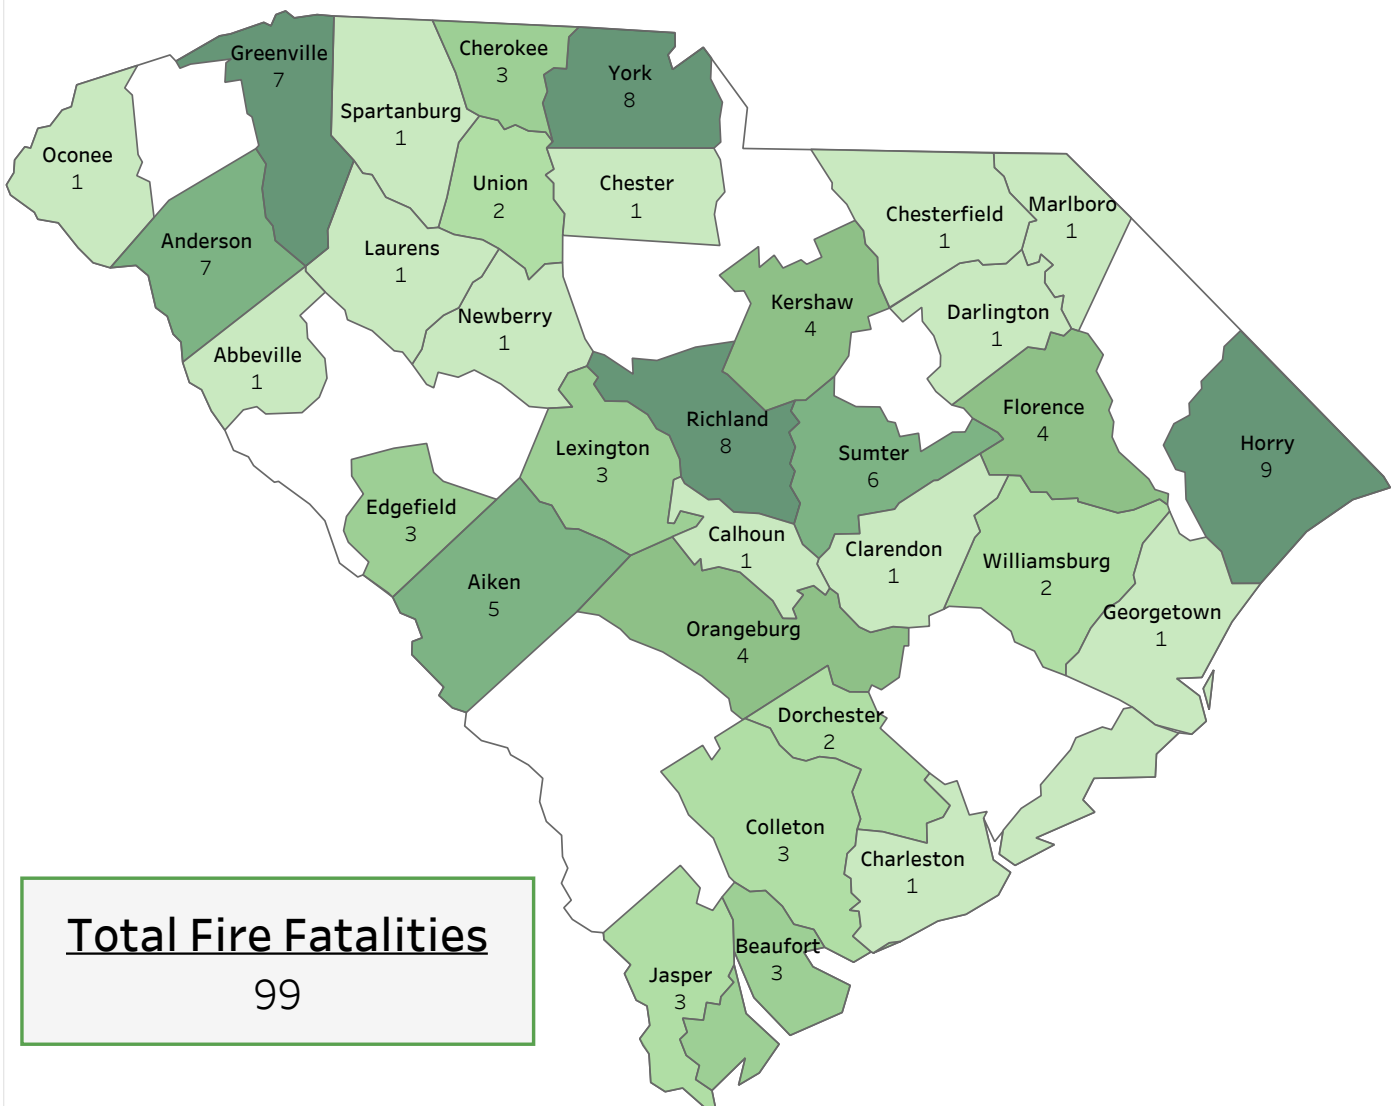 Greenville
7
Cherokee
3
York
8
Spartanburg
1
Oconee
1
Union
2
Chester
1
Anderson
7
Laurens
1
Chesterfield
1
Marlboro
1
Kershaw
4
Darlington
1
Newberry
1
Abbeville
1
Florence
4
Richland
8
Horry
9
Lexington
3
Sumter
6
Edgefield
3
Calhoun
1
Clarendon
1
Williamsburg
2
Aiken
5
Georgetown
1
Orangeburg
4
Dorchester
2
Colleton
3
Charleston
1
Beaufort
3
Jasper
3
Total Fire Fatalities
99